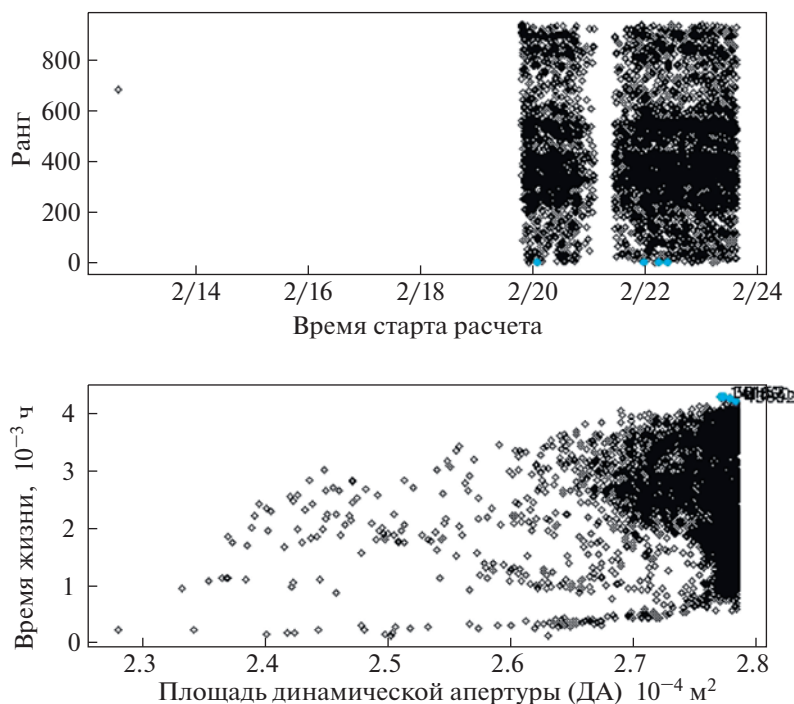 Ранг
800
600
400
200
0
2/14 2/16 2/18 2/20 2/22 2/24
Время старта расчета
Время жизни, 10⁻³ ч
4
3
2
1
0
2.3 2.4 2.5 2.6 2.7 2.8
Площадь динамической апертуры (ДА) 10⁻⁴ м²